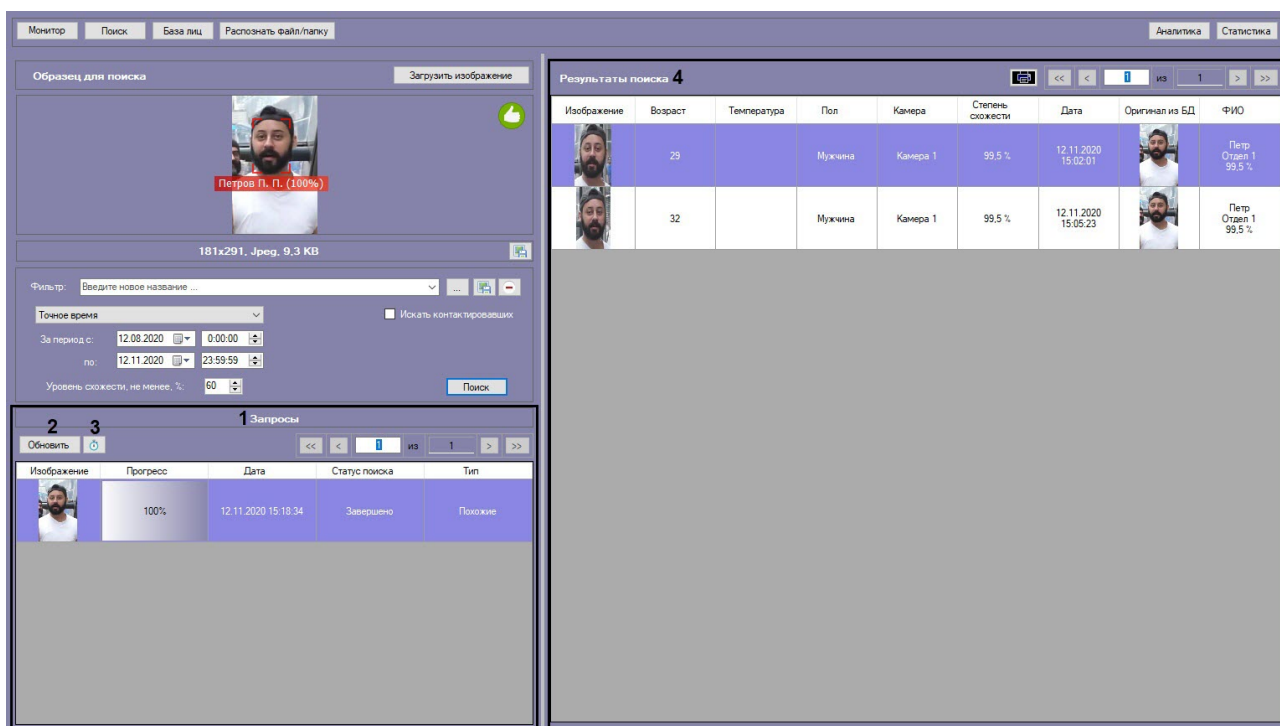 Монитор
Поиск
База лиц
Распознать файл/папку
Аналитика
Статистика
Образец для поиска
Загрузить изображение
Петров П. П. (100%)
181x291, Jpeg, 9,3 KB
Фильтр: Введите новое название ...
...
Точное время
Искать контактировавших
За период с: 12.08.2020 0:00:00
по: 12.11.2020 23:59:59
Уровень схожести, не менее, %: 60
Поиск
1 Запросы
2 3
Обновить
<< < 1 из 1 > >>
Изображение Прогресс Дата Статус поиска Тип
100% 12.11.2020 15:18:34 Завершено Похожие
Результаты поиска 4
<< < 1 из 1 > >>
Изображение Возраст Температура Пол Камера Степень схожести Дата Оригинал из БД ФИО
29 Мужчина Камера 1 99,5 % 12.11.2020 15:02:01 Петр Отдел 1 99,5 %
32 Мужчина Камера 1 99,5 % 12.11.2020 15:05:23 Петр Отдел 1 99,5 %